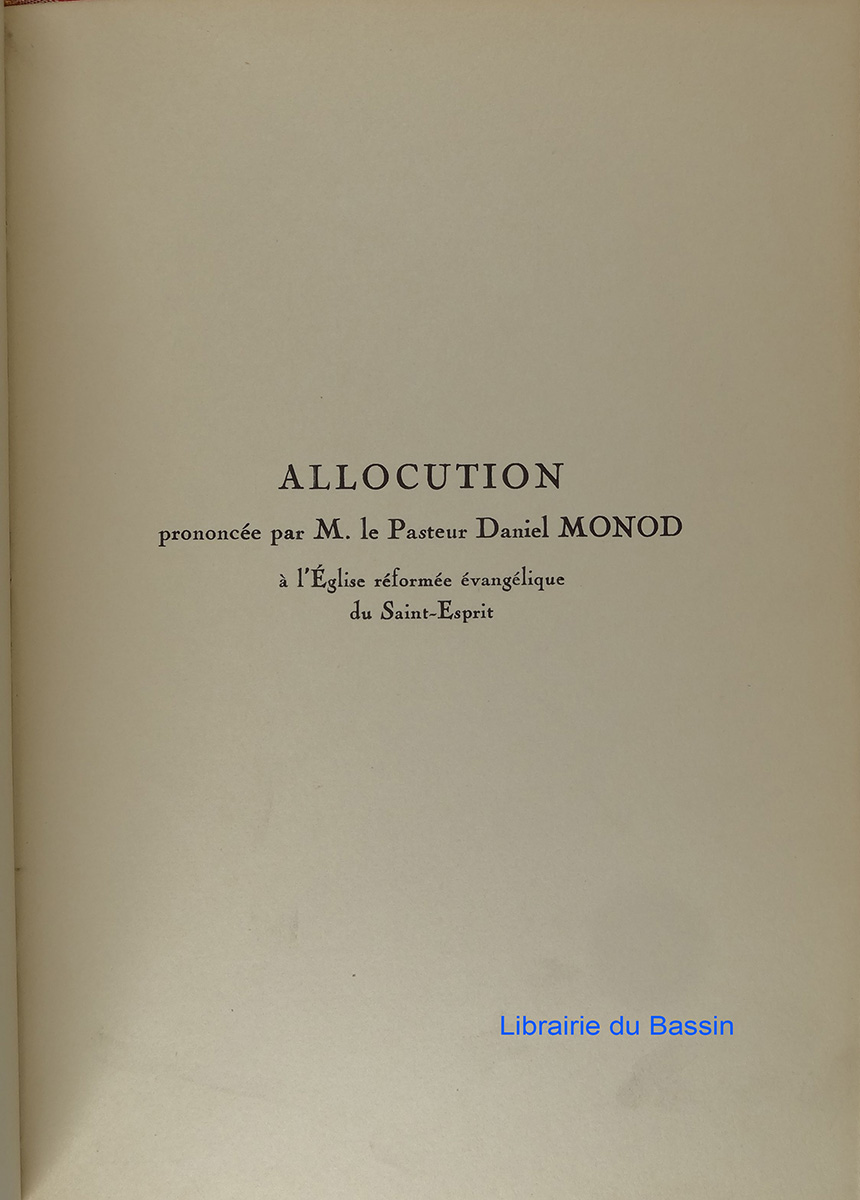 ALLOCUTION
prononcée par M. le Pasteur Daniel MONOD
à l'Église réformée évangélique
du Saint-Esprit
Librairie du Bassin